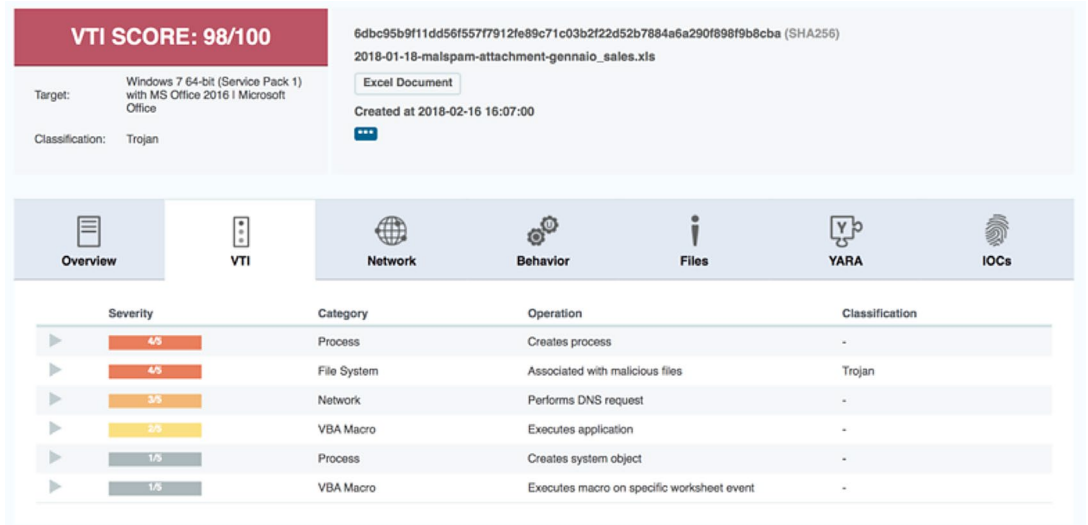 VTI SCORE: 98/100
Target:
Windows 7 64-bit (Service Pack 1)
with MS Office 2016 | Microsoft
Office
Classification: Trojan
6dbc95b9f11dd56f557f7912fe89c71c03b2f22d52b7884a6a290f898f9b8cba (SHA256)
2018-01-18-malspam-attachment-gennaio_sales.xls
Excel Document
Created at 2018-02-16 16:07:00
Overview VTI Network Behavior Files YARA IOCs
Severity Category Operation Classification
4/5 Process Creates process -
4/5 File System Associated with malicious files Trojan
3/5 Network Performs DNS request -
2/5 VBA Macro Executes application -
1/5 Process Creates system object -
1/5 VBA Macro Executes macro on specific worksheet event -